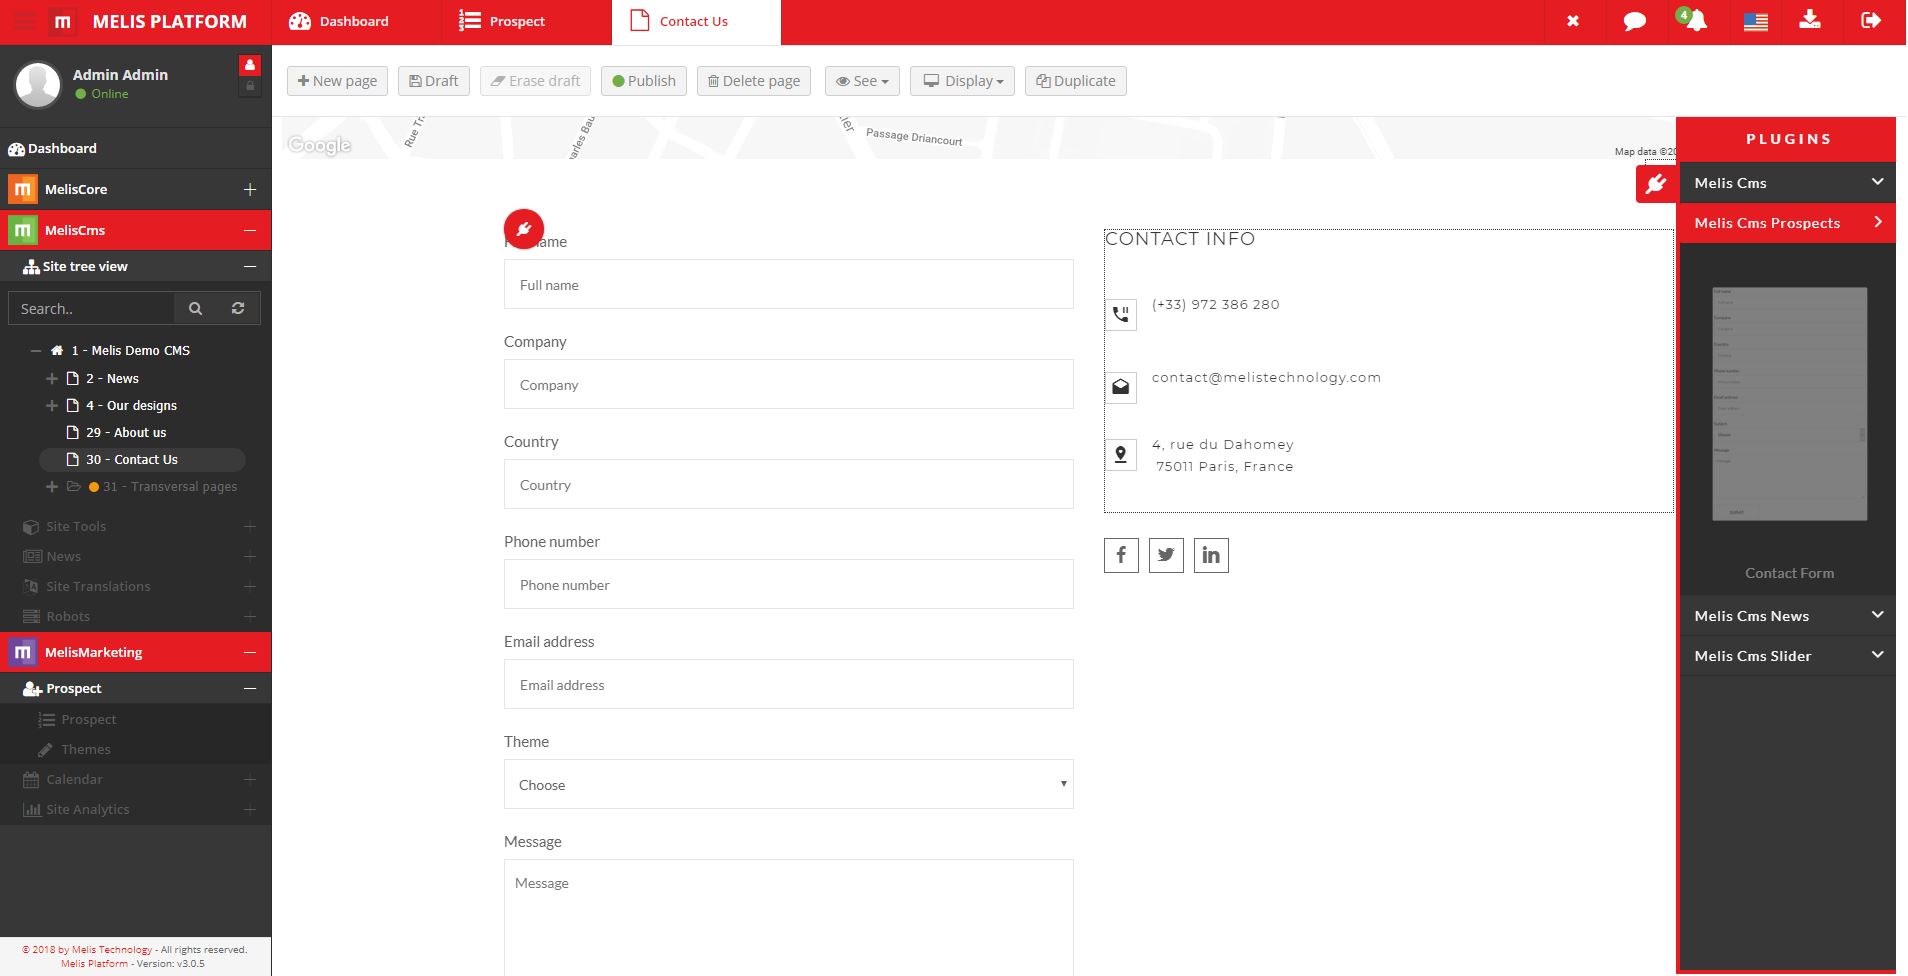 MELIS PLATFORM
Dashboard
Prospect
Contact Us
4
Admin Admin
Online
New page
Draft
Erase draft
Publish
Delete page
See
Display
Duplicate
Dashboard
MelisCore
MelisCms
Site tree view
Search..
1 - Melis Demo CMS
2 - News
4 - Our designs
29 - About us
30 - Contact Us
31 - Transversal pages
Site Tools
News
Site Translations
Robots
MelisMarketing
Prospect
Prospect
Themes
Calendar
Site Analytics
© 2018 by Melis Technology - All rights reserved.
Melis Platform - Version: v3.0.5
Google
Rue Tr
Passage Driancourt
Map data
Full name
Company
Company
Country
Country
Phone number
Phone number
Email address
Email address
Theme
Choose
Message
Message
CONTACT INFO
(+33) 972 386 280
contact@melistechnology.com
4, rue du Dahomey
75011 Paris, France
PLUGINS
Melis Cms
Melis Cms Prospects
Contact Form
Melis Cms News
Melis Cms Slider